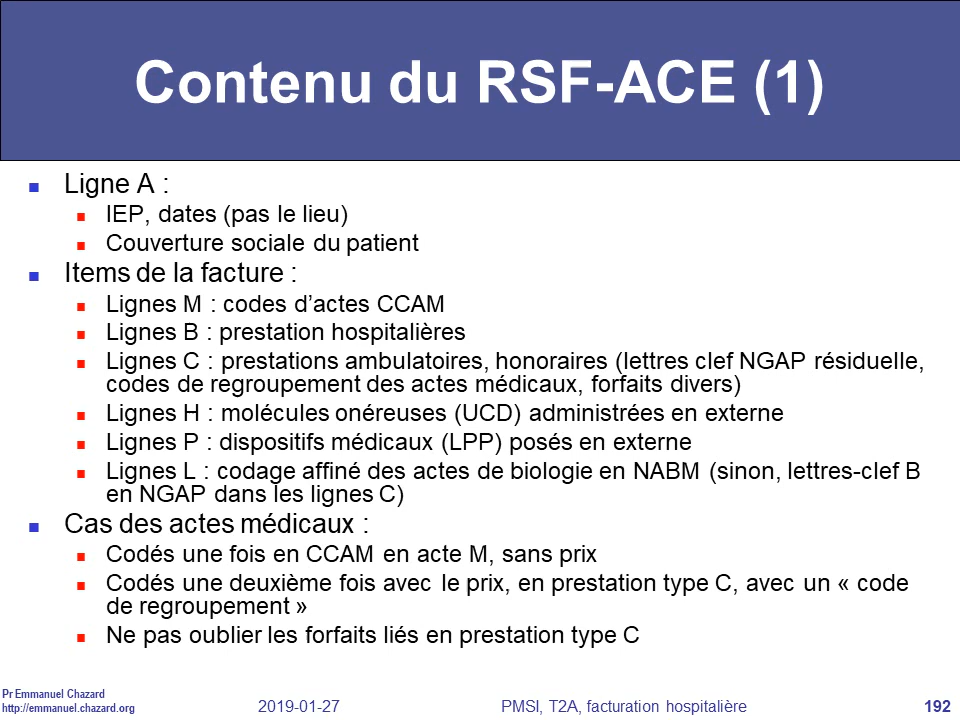 Contenu du RSF-ACE (1)
Ligne A :
IEP, dates (pas le lieu)
Couverture sociale du patient
Items de la facture :
Lignes M : codes d’actes CCAM
Lignes B : prestation hospitalières
Lignes C : prestations ambulatoires, honoraires (lettres clef NGAP résiduelle,
codes de regroupement des actes médicaux, forfaits divers)
Lignes H : molécules onéreuses (UCD) administrées en externe
Lignes P : dispositifs médicaux (LPP) posés en externe
Lignes L : codage affiné des actes de biologie en NABM (sinon, lettres-clef B
en NGAP dans les lignes C)
Cas des actes médicaux :
Codés une fois en CCAM en acte M, sans prix
Codés une deuxième fois avec le prix, en prestation type C, avec un « code
de regroupement »
Ne pas oublier les forfaits liés en prestation type C
Pr Emmanuel Chazard
http://emmanuel.chazard.org
2019-01-27
PMSI, T2A, facturation hospitalière
192